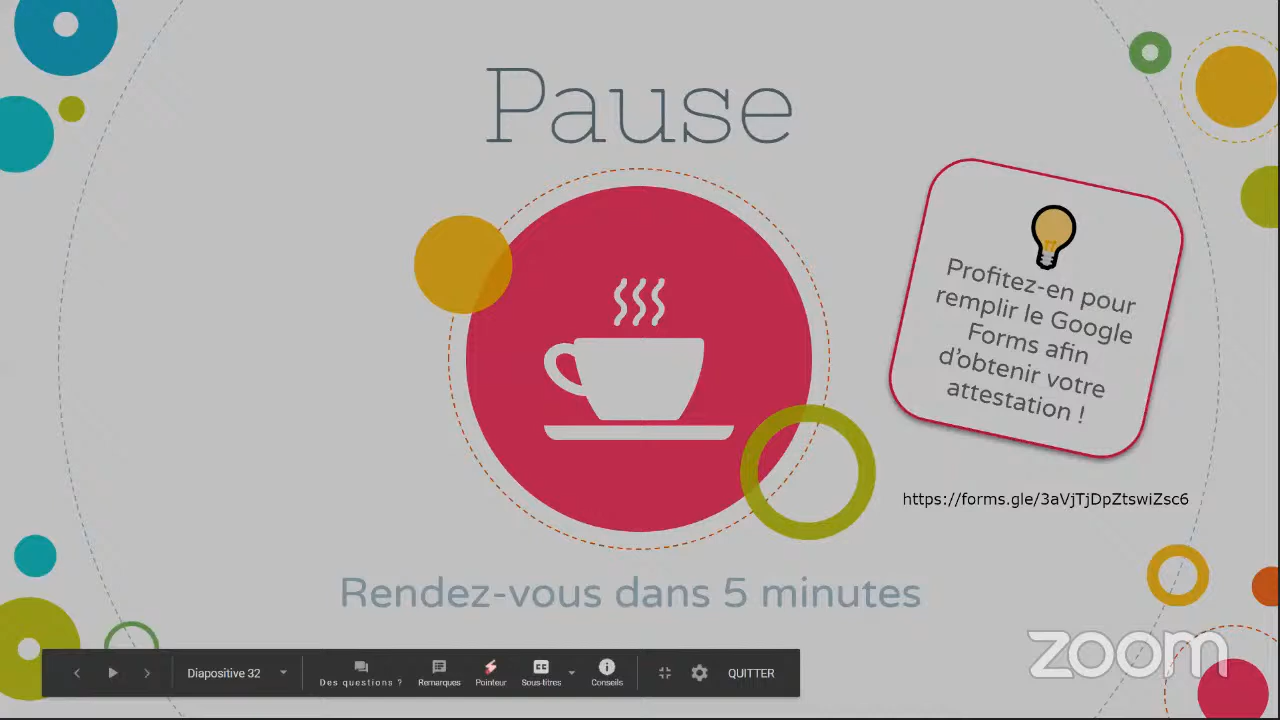 Pause
Profitez-en pour
remplir le Google
Forms afin
d'obtenir votre
attestation !
https://forms.gle/3aVjTjDpZtswiZsc6
Rendez-vous dans 5 minutes
zoom
Diapositive 32
Des questions ?
Remarques
Pointeur
CC
Sous-titres
Conseils
QUITTER